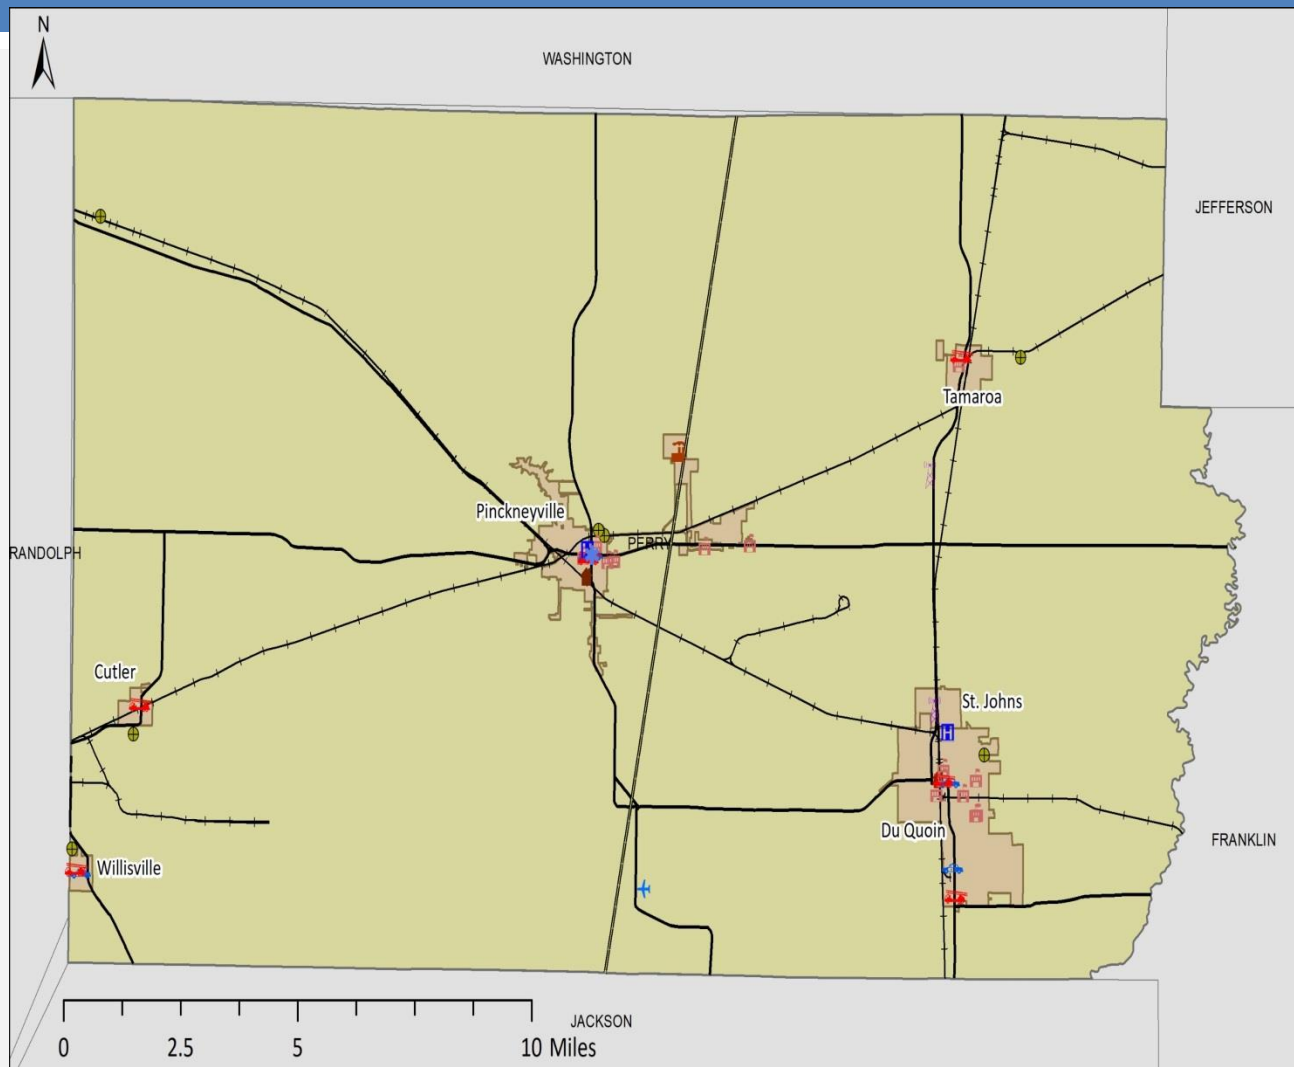 N
WASHINGTON
JEFFERSON
Tamaroa
Pinckneyville
PERRY
RANDOLPH
Cutler
St. Johns
H
Du Quoin
FRANKLIN
Willisville
JACKSON
0 2.5 5 10 Miles